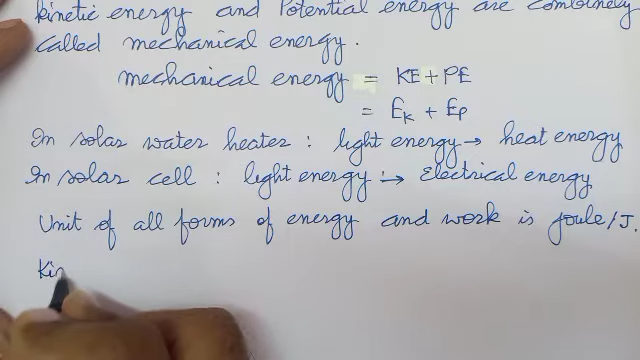 kinetic energy and Potential energy are combinely
called mechanical energy.
mechanical energy = KE + PE
= EK + EP
In solar water heater : light energy → heat energy
In solar cell : light energy :→ Electrical energy
Unit of all forms of energy and work is joule/J.
Kin